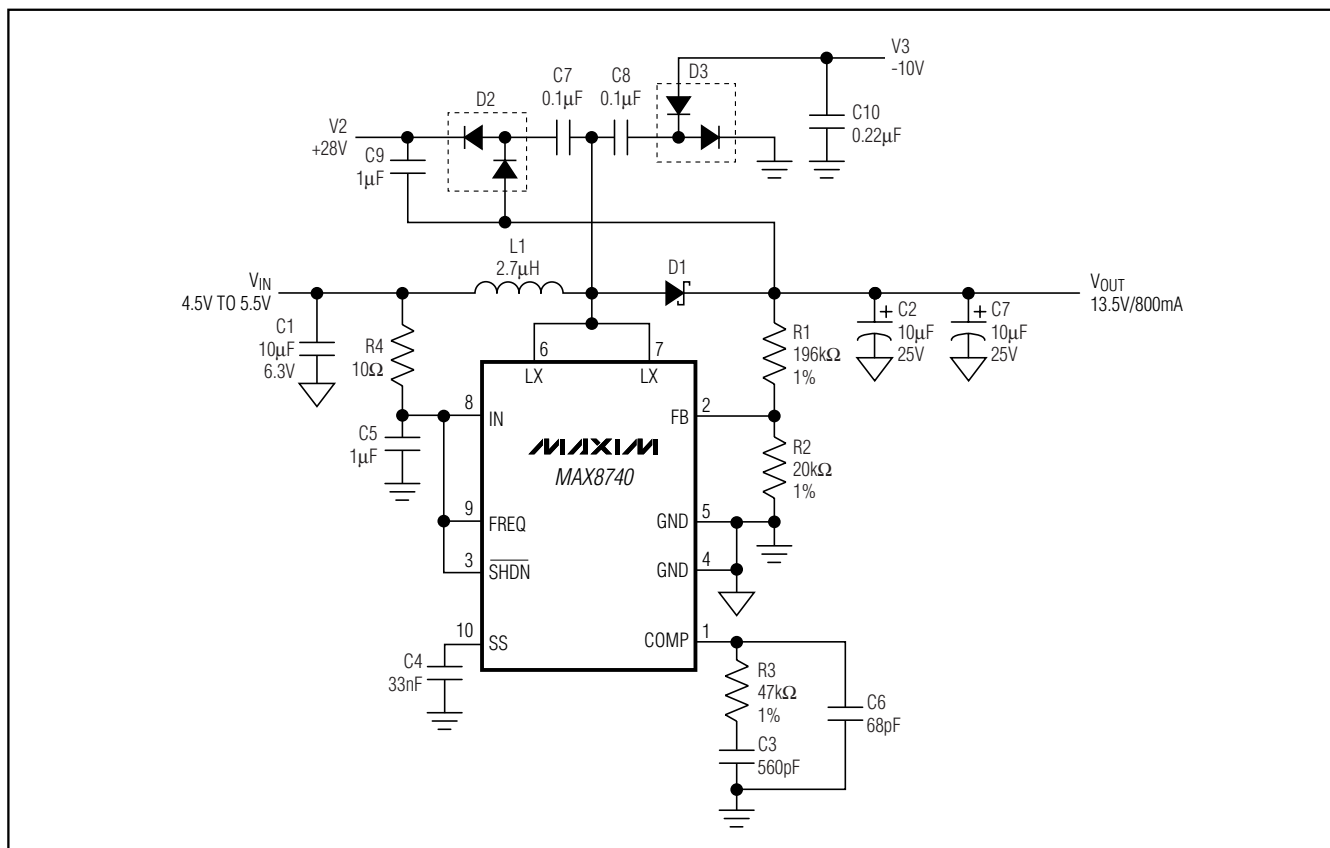 V3
-10V
D3
C7
0.1μF
C8
0.1μF
D2
C10
0.22μF
V2
+28V
C9
1μF
L1
2.7μH
D1
VIN
4.5V TO 5.5V
VOUT
13.5V/800mA
C1
10μF
6.3V
R4
10Ω
C2
10μF
25V
C7
10μF
25V
R1
196kΩ
1%
6
7
LX
LX
8
IN
2
FB
C5
1μF
MAXIM
MAX8740
R2
20kΩ
1%
9
FREQ
5
GND
3
SHDN
4
GND
10
SS
1
COMP
C4
33nF
R3
47kΩ
1%
C6
68pF
C3
560pF